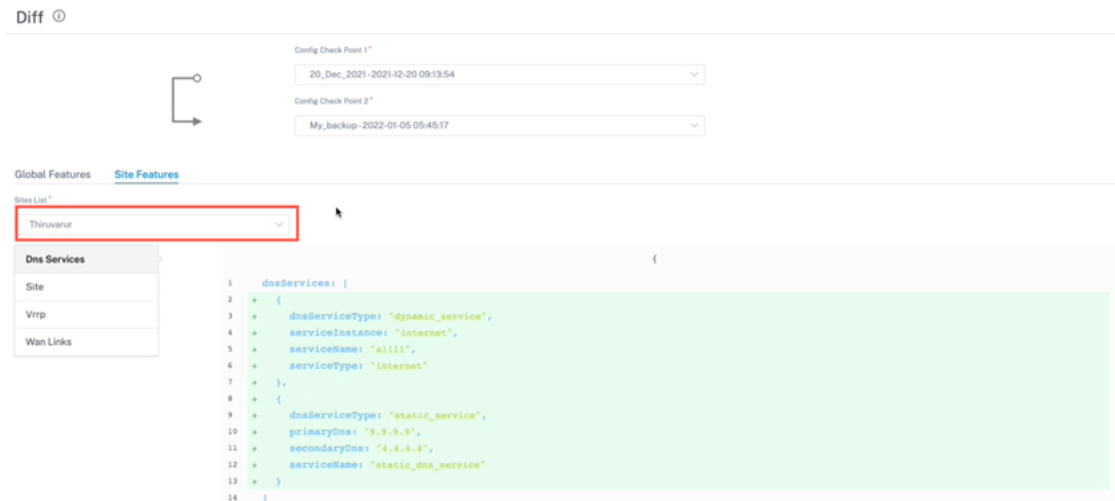 Diff
Config Check Point 1 *
20_Dec_2021-2021-12-20 09:13:54
Config Check Point 2 *
My_backup-2022-01-05 05:45:17
Global Features Site Features
Sites List *
Thiruvarur
Dns Services
Site
Vrrp
Wan Links
{
1 dnsServices: [
2 + {
3 + dnsServiceType: "dynamic_service",
4 + serviceInstance: "internet",
5 + serviceName: "al111",
6 + serviceType: "internet"
7 + },
8 + {
9 + dnsServiceType: "static_service",
10 + primaryDns: "9.9.9.9",
11 + secondaryDns: "4.4.4.4",
12 + serviceName: "static_dns_service"
13 + }
14 ]